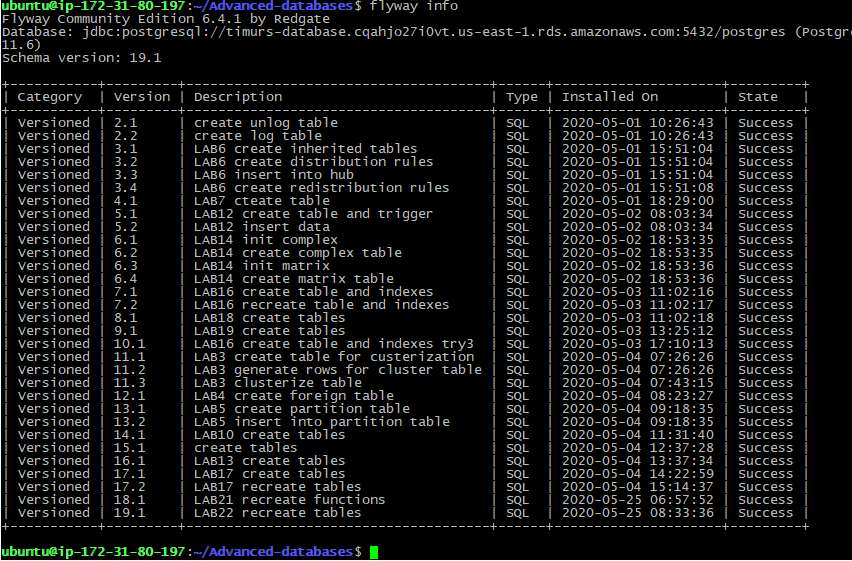 ubuntu@ip-172-31-80-197:~/Advanced-databases$ flyway info
Flyway Community Edition 6.4.1 by Redgate
Database: jdbc:postgresql://timurs-database.cqahjo27i0vt.us-east-1.rds.amazonaws.com:5432/postgres (Postgr
11.6)
Schema version: 19.1
+-----------+---------+-------------------------------------+------+---------------------+---------+
| Category | Version | Description | Type | Installed On | State |
+-----------+---------+-------------------------------------+------+---------------------+---------+
| Versioned | 2.1 | create unlog table | SQL | 2020-05-01 10:26:43 | Success |
| Versioned | 2.2 | create log table | SQL | 2020-05-01 10:26:43 | Success |
| Versioned | 3.1 | LAB6 create inherited tables | SQL | 2020-05-01 15:51:04 | Success |
| Versioned | 3.2 | LAB6 create distribution rules | SQL | 2020-05-01 15:51:04 | Success |
| Versioned | 3.3 | LAB6 insert into hub | SQL | 2020-05-01 15:51:04 | Success |
| Versioned | 3.4 | LAB6 create redistribution rules | SQL | 2020-05-01 15:51:08 | Success |
| Versioned | 4.1 | LAB7 cteate table | SQL | 2020-05-01 18:29:00 | Success |
| Versioned | 5.1 | LAB12 create table and trigger | SQL | 2020-05-02 08:03:34 | Success |
| Versioned | 5.2 | LAB12 insert data | SQL | 2020-05-02 08:03:34 | Success |
| Versioned | 6.1 | LAB14 init complex | SQL | 2020-05-02 18:53:35 | Success |
| Versioned | 6.2 | LAB14 create complex table | SQL | 2020-05-02 18:53:35 | Success |
| Versioned | 6.3 | LAB14 init matrix | SQL | 2020-05-02 18:53:36 | Success |
| Versioned | 6.4 | LAB14 create matrix table | SQL | 2020-05-02 18:53:36 | Success |
| Versioned | 7.1 | LAB16 create table and indexes | SQL | 2020-05-03 11:02:16 | Success |
| Versioned | 7.2 | LAB16 recreate table and indexes | SQL | 2020-05-03 11:02:17 | Success |
| Versioned | 8.1 | LAB18 create tables | SQL | 2020-05-03 11:02:18 | Success |
| Versioned | 9.1 | LAB19 create tables | SQL | 2020-05-03 13:25:12 | Success |
| Versioned | 10.1 | LAB16 create table and indexes try3 | SQL | 2020-05-03 17:10:13 | Success |
| Versioned | 11.1 | LAB3 create table for custerization | SQL | 2020-05-04 07:26:26 | Success |
| Versioned | 11.2 | LAB3 generate rows for cluster table | SQL | 2020-05-04 07:26:26 | Success |
| Versioned | 11.3 | LAB3 clusterize table | SQL | 2020-05-04 07:43:15 | Success |
| Versioned | 12.1 | LAB4 create foreign table | SQL | 2020-05-04 08:23:27 | Success |
| Versioned | 13.1 | LAB5 create partition table | SQL | 2020-05-04 09:18:35 | Success |
| Versioned | 13.2 | LAB5 insert into partition table | SQL | 2020-05-04 09:18:35 | Success |
| Versioned | 14.1 | LAB10 create tables | SQL | 2020-05-04 11:31:40 | Success |
| Versioned | 15.1 | create tables | SQL | 2020-05-04 12:37:28 | Success |
| Versioned | 16.1 | LAB13 create tables | SQL | 2020-05-04 13:37:34 | Success |
| Versioned | 17.1 | LAB17 create tables | SQL | 2020-05-04 14:22:59 | Success |
| Versioned | 17.2 | LAB17 recreate tables | SQL | 2020-05-04 15:14:37 | Success |
| Versioned | 18.1 | LAB21 recreate functions | SQL | 2020-05-25 06:57:52 | Success |
| Versioned | 19.1 | LAB22 recreate tables | SQL | 2020-05-25 08:33:36 | Success |
+-----------+---------+-------------------------------------+------+---------------------+---------+
ubuntu@ip-172-31-80-197:~/Advanced-databases$